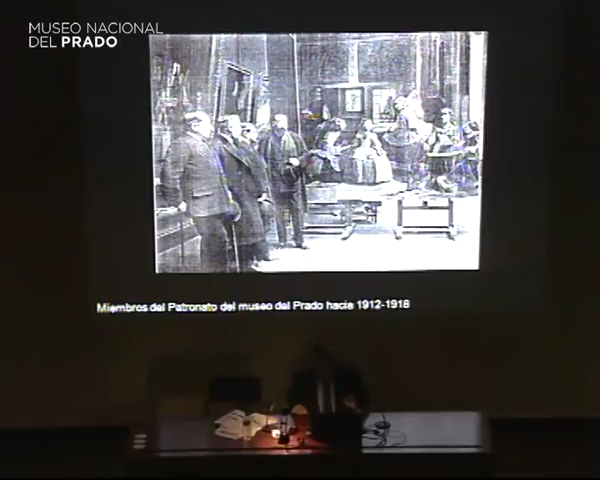 MUSEO NACIONAL
DEL PRADO
Miembros del Patronato del museo del Prado hacia 1912-1918